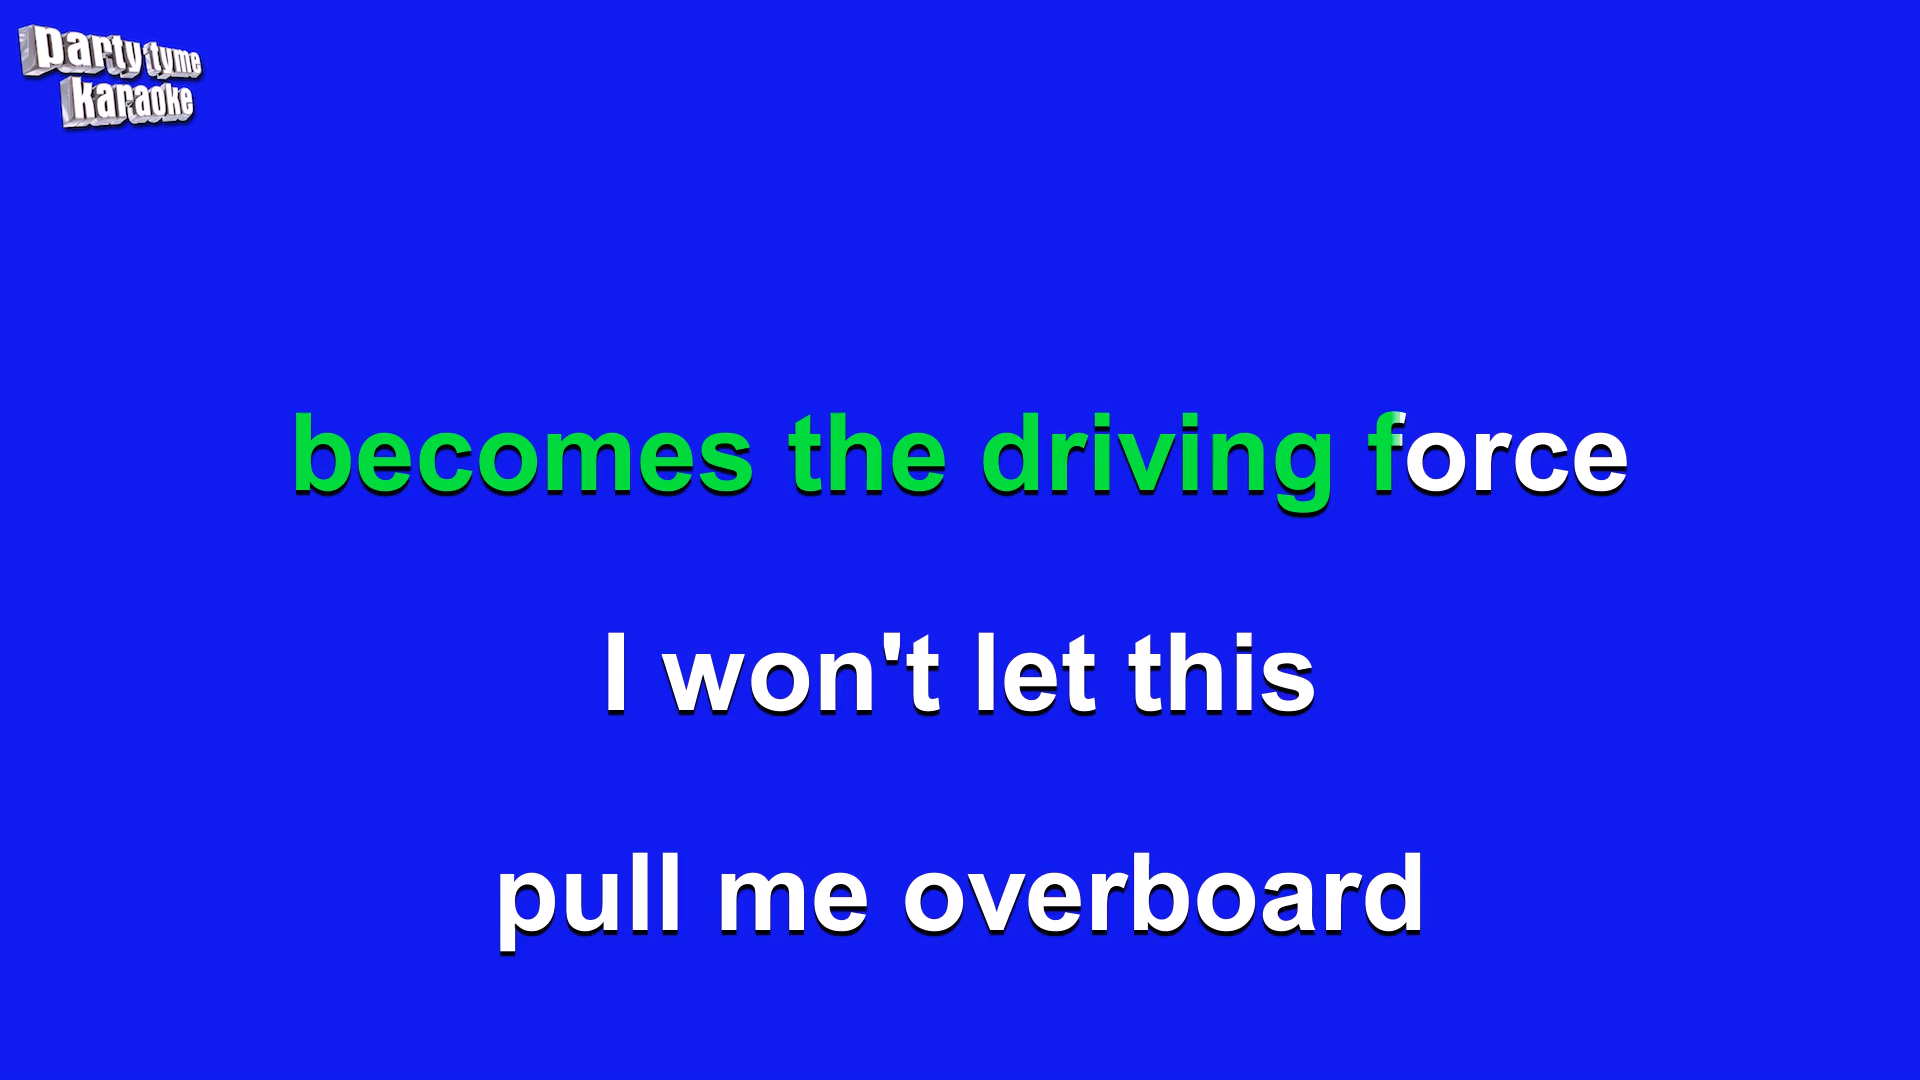 party tyme
karaoke
becomes the driving force
I won't let this
pull me overboard